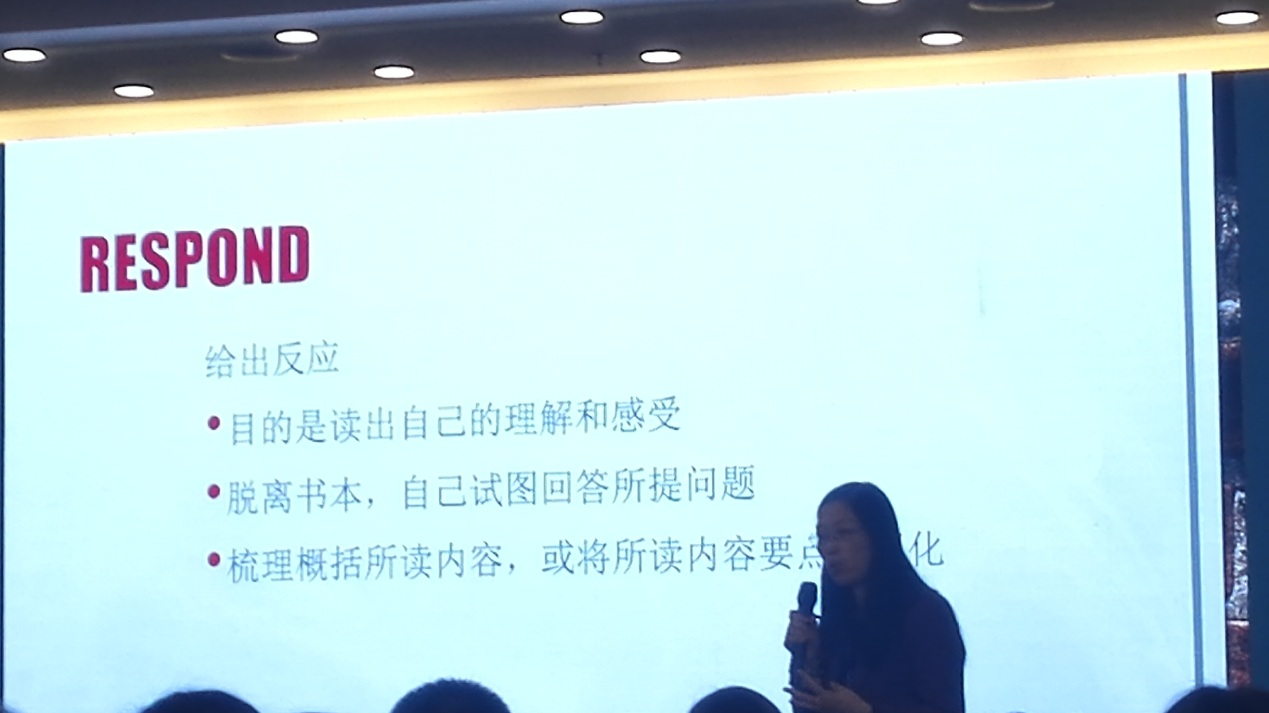 RESPOND
给出反应
•目的是读出自己的理解和感受
•脱离书本，自己试图回答所提问题
•梳理概括所读内容，或将所读内容要点 化